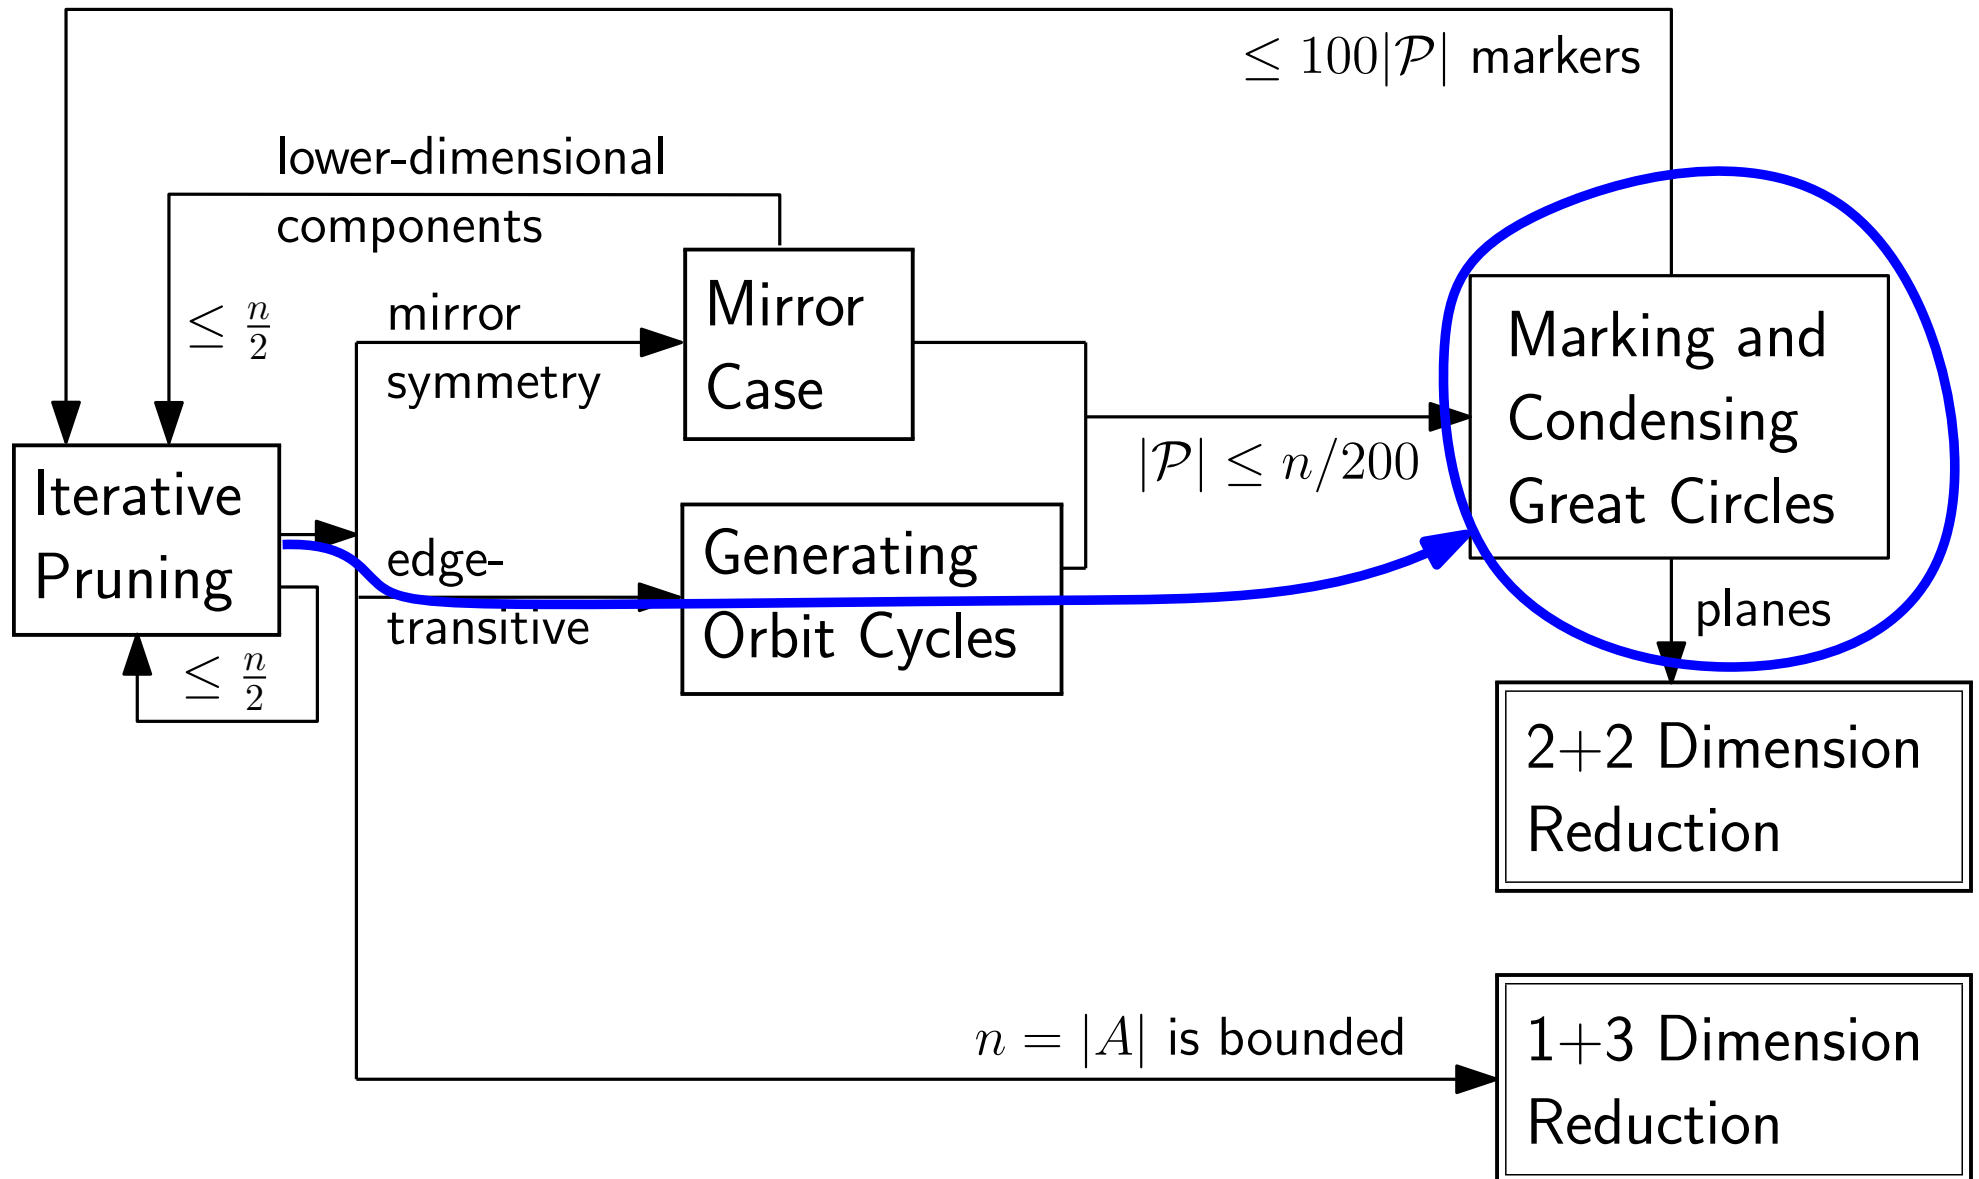 ≤ 100|𝒫| markers
lower-dimensional
components
≤ n/2
mirror
symmetry
Mirror
Case
|𝒫| ≤ n/200
Marking and
Condensing
Great Circles
Iterative
Pruning
≤ n/2
edge-
transitive
Generating
Orbit Cycles
planes
2+2 Dimension
Reduction
n = |A| is bounded
1+3 Dimension
Reduction